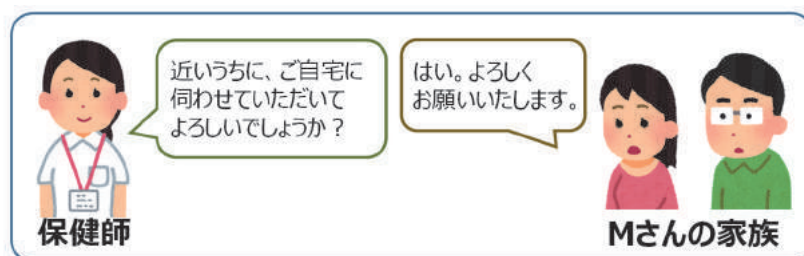 近いうちに、ご自宅に
伺わせていただいて
よろしいでしょうか？
はい。よろしく
お願いいたします。
保健師
Mさんの家族